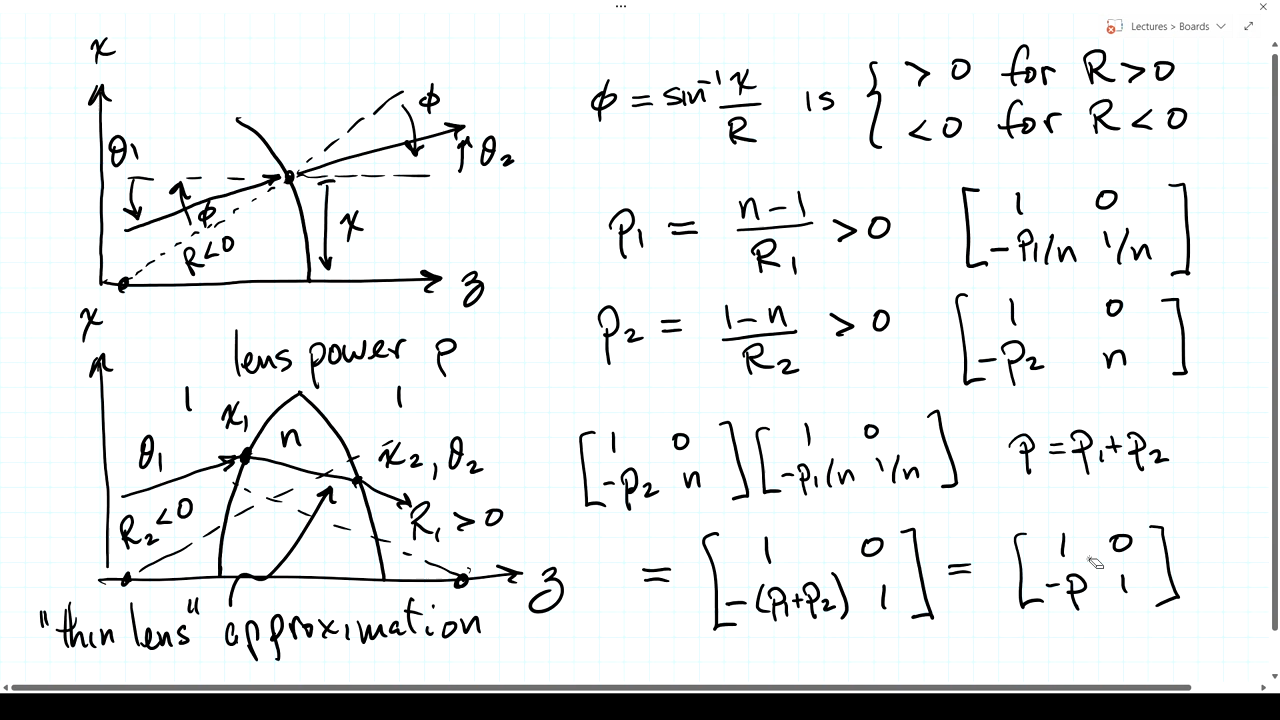 ...
Lectures > Boards
x
θ₁
ϕ
R<0
ϕ
θ₂
x
z
ϕ = sin⁻¹ x/R is { > 0 for R > 0
< 0 for R < 0
p₁ = (n-1)/R₁ > 0 [1 0
-p₁/n 1/n]
p₂ = (1-n)/R₂ > 0 [1 0
-p₂ n]
x
lens power p
1
x₁
n
1
θ₁
x₂, θ₂
R₂<0
R₁ > 0
z
"thin lens" approximation
[1 0
-p₂ n] [1 0
-p₁/n 1/n] p = p₁+p₂
= [1 0
-(p₁+p₂) 1] = [1 0
-p 1]